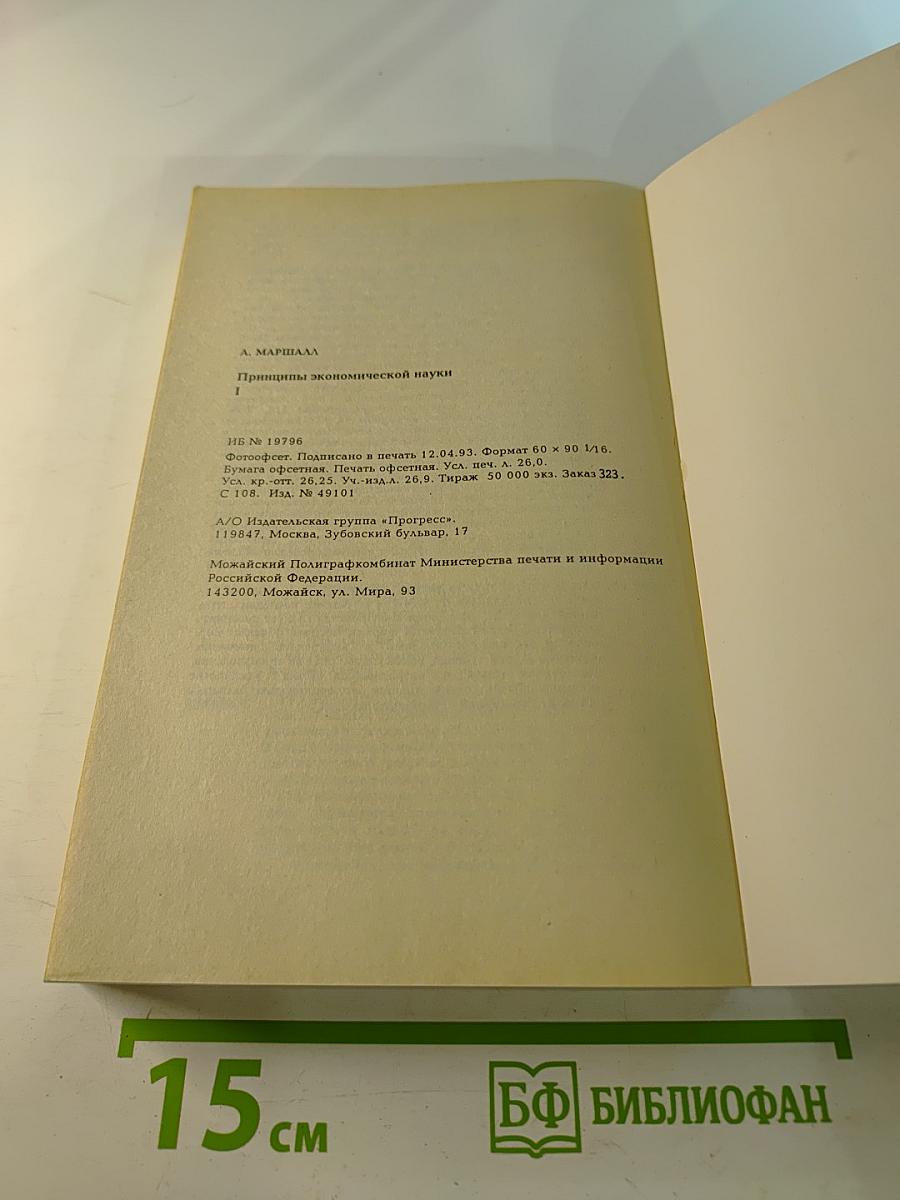 А. МАРШАЛЛ
Принципы экономической науки
I
ИБ № 19796
Фотоофсет. Подписано в печать 12.04.93. Формат 60 × 90 1/16.
Бумага офсетная. Печать офсетная. Усл. печ. л. 26,0.
Усл. кр.-отт. 26,25. Уч.-изд.л. 26,9. Тираж 50 000 экз. Заказ 323.
С 108. Изд. № 49101
А/О Издательская группа «Прогресс».
119847, Москва, Зубовский бульвар, 17
Можайский Полиграфкомбинат Министерства печати и информации
Российской Федерации.
143200, Можайск, ул. Мира, 93
15 см
БФ БИБЛИОФАН